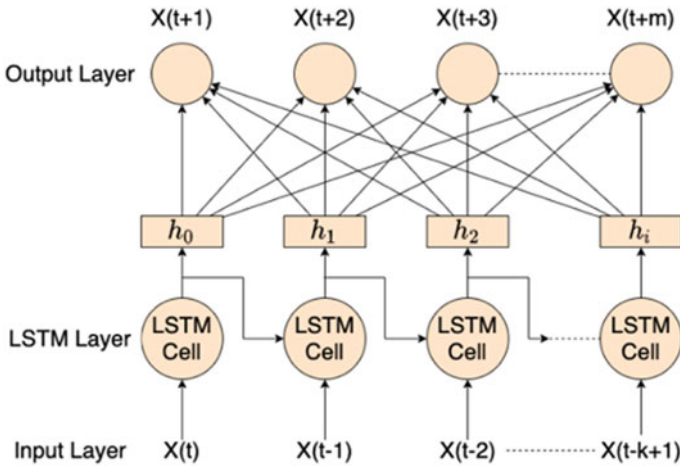 X(t+1) X(t+2) X(t+3) X(t+m)
Output Layer
h₀ h₁ h₂ hᵢ
LSTM Layer LSTM Cell LSTM Cell LSTM Cell LSTM Cell
Input Layer X(t) X(t-1) X(t-2) X(t-k+1)